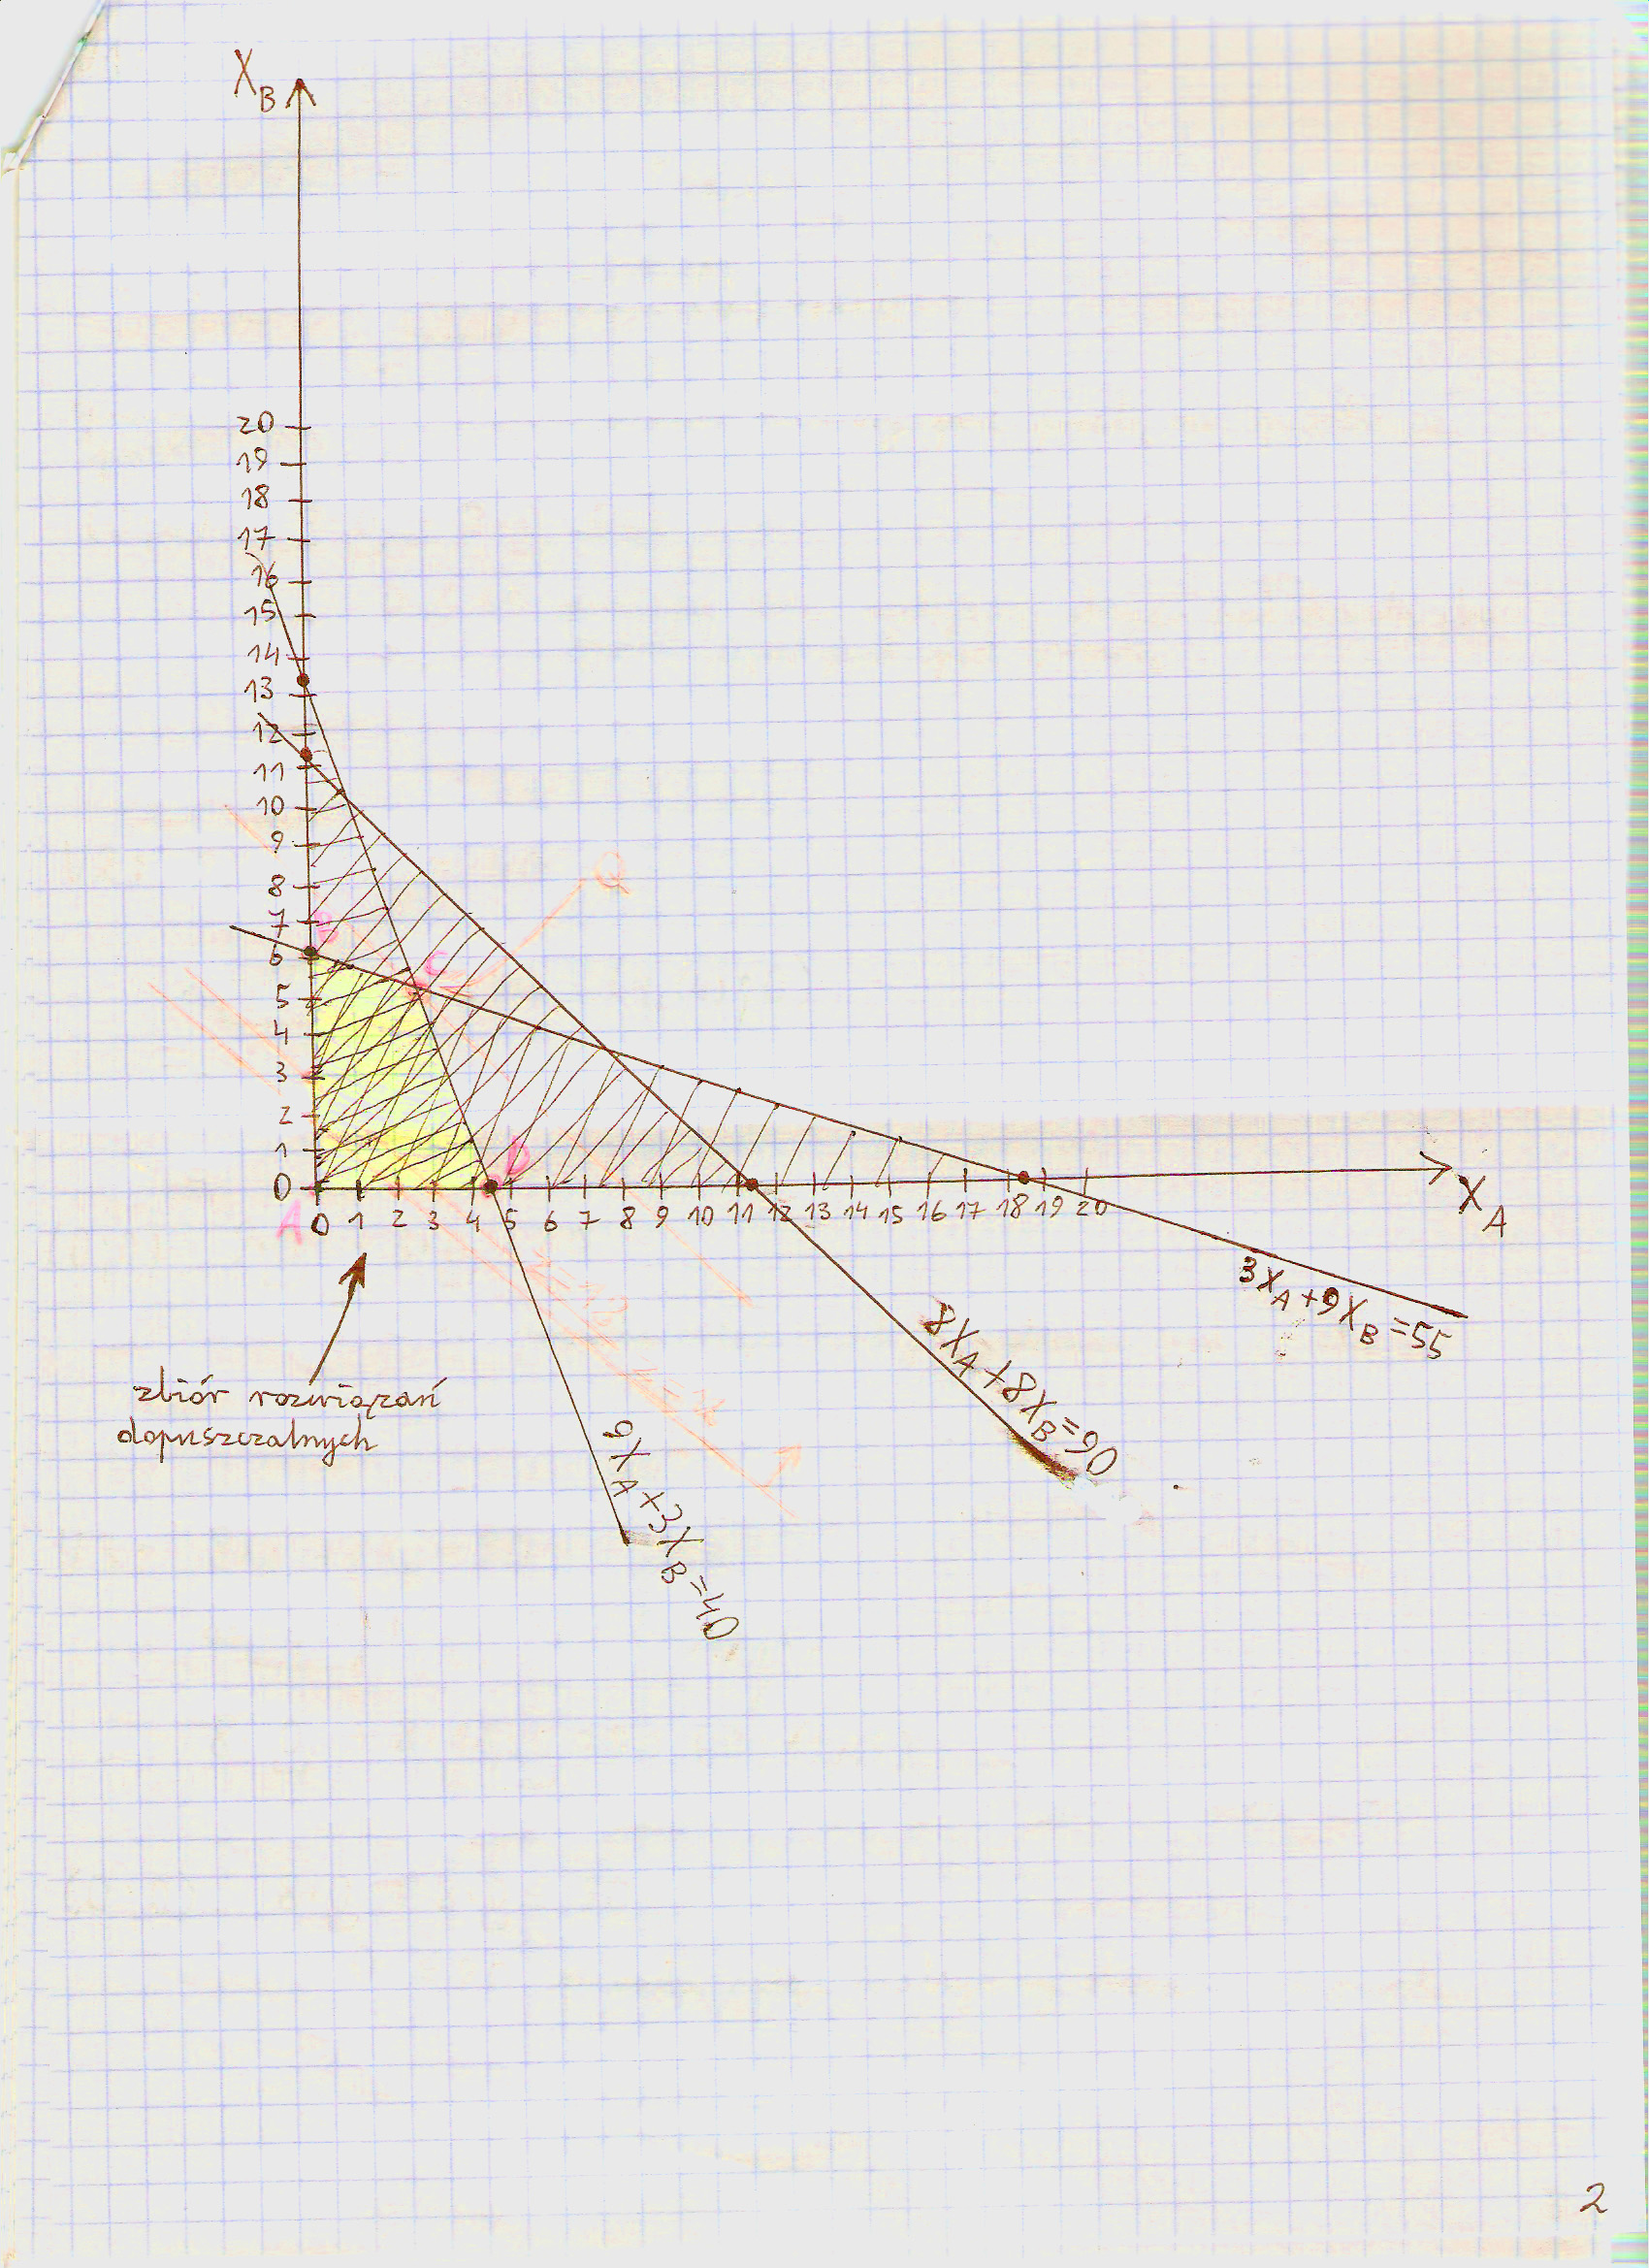 X_B
20
19
18
17
16
15
14
13
12
11
10
9
8
7
6
5
4
3
2
1
0
B
C
Q
D
A
0 1 2 3 4 5 6 7 8 9 10 11 12 13 14 15 16 17 18 19 20
X_A
3X_A+9X_B=55
8X_A+8X_B=90
9X_A+3X_B=40
zbiór rozwiązań
dopuszczalnych
2